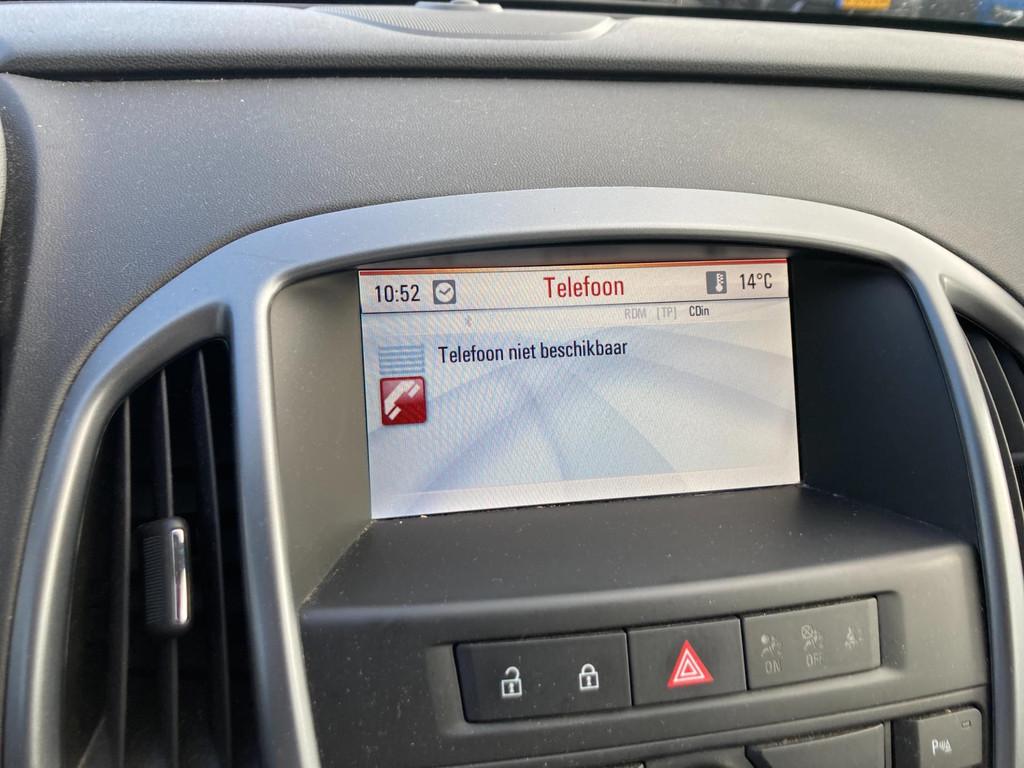 10:52 Telefoon 14°C
RDM [TP] CDin
Telefoon niet beschikbaar
ON OFF
P